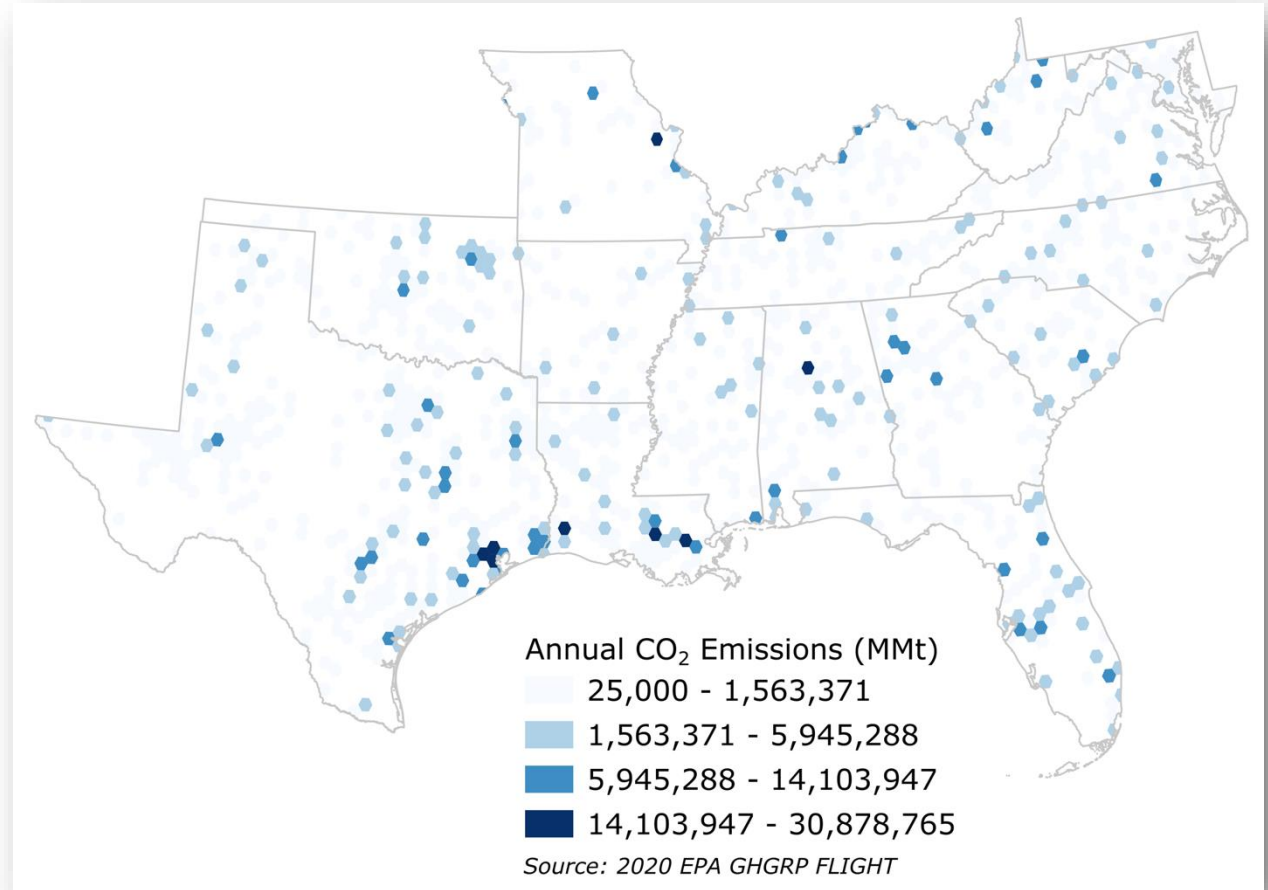 Annual CO₂ Emissions (MMt)
25,000 - 1,563,371
1,563,371 - 5,945,288
5,945,288 - 14,103,947
14,103,947 - 30,878,765
Source: 2020 EPA GHGRP FLIGHT